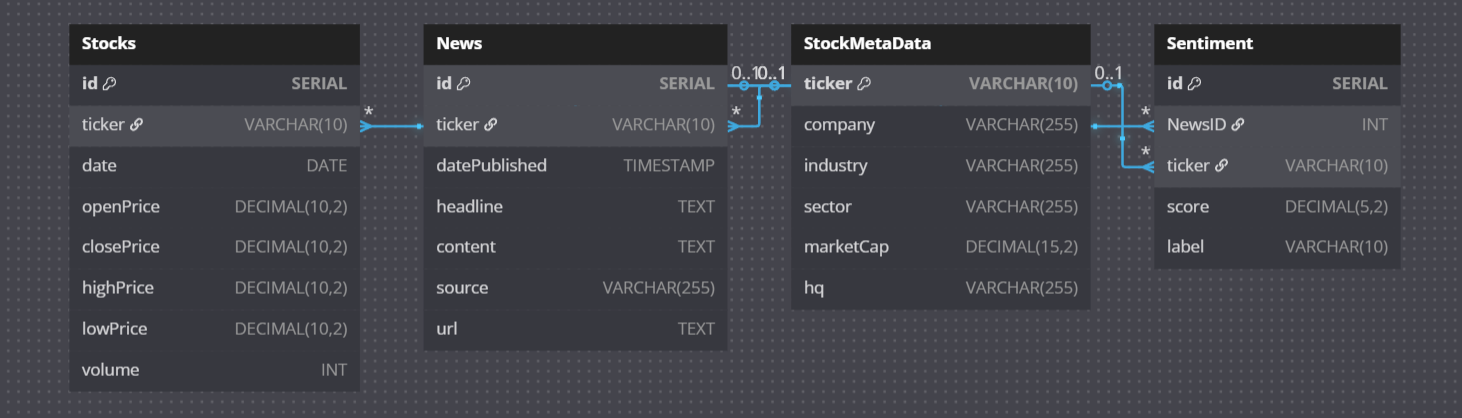 Stocks
id SERIAL
* ticker VARCHAR(10)
date DATE
openPrice DECIMAL(10,2)
closePrice DECIMAL(10,2)
highPrice DECIMAL(10,2)
lowPrice DECIMAL(10,2)
volume INT
News
id SERIAL 0..1 0..1
ticker VARCHAR(10) *
datePublished TIMESTAMP
headline TEXT
content TEXT
source VARCHAR(255)
url TEXT
StockMetaData
ticker VARCHAR(10) 0..1
company VARCHAR(255)
industry VARCHAR(255)
sector VARCHAR(255)
marketCap DECIMAL(15,2)
hq VARCHAR(255)
Sentiment
id SERIAL
* NewsID INT
* ticker VARCHAR(10)
score DECIMAL(5,2)
label VARCHAR(10)